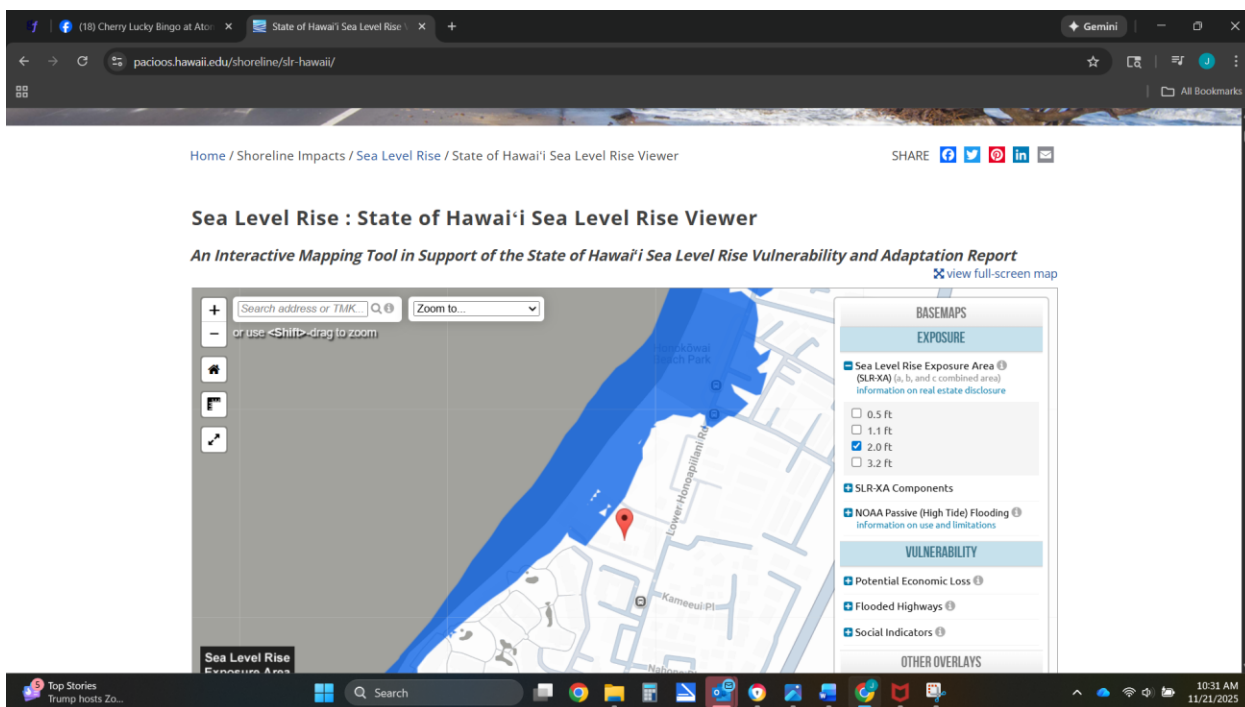 (18) Cherry Lucky Bingo at Ato
State of Hawai'i Sea Level Rise
Gemini
pacioos.hawaii.edu/shoreline/slr-hawaii/
All Bookmarks
Home / Shoreline Impacts / Sea Level Rise / State of Hawai'i Sea Level Rise Viewer
SHARE
Sea Level Rise : State of Hawai'i Sea Level Rise Viewer
An Interactive Mapping Tool in Support of the State of Hawai'i Sea Level Rise Vulnerability and Adaptation Report
view full-screen map
Search address or TMK...
Zoom to...
or use <Shift>-drag to zoom
Beach Park
Lower Honoapiilani Rd
Kameeui Pl
BASEMAPS
EXPOSURE
Sea Level Rise Exposure Area
(SLR-XA) (a, b, and c combined area)
information on real estate disclosure
0.5 ft
1.1 ft
2.0 ft
3.2 ft
SLR-XA Components
NOAA Passive (High Tide) Flooding
information on use and limitations
VULNERABILITY
Potential Economic Loss
Flooded Highways
Social Indicators
OTHER OVERLAYS
Sea Level Rise
Exposure Area
5
Top Stories
Trump hosts Zo...
Search
10:31 AM
11/21/2025